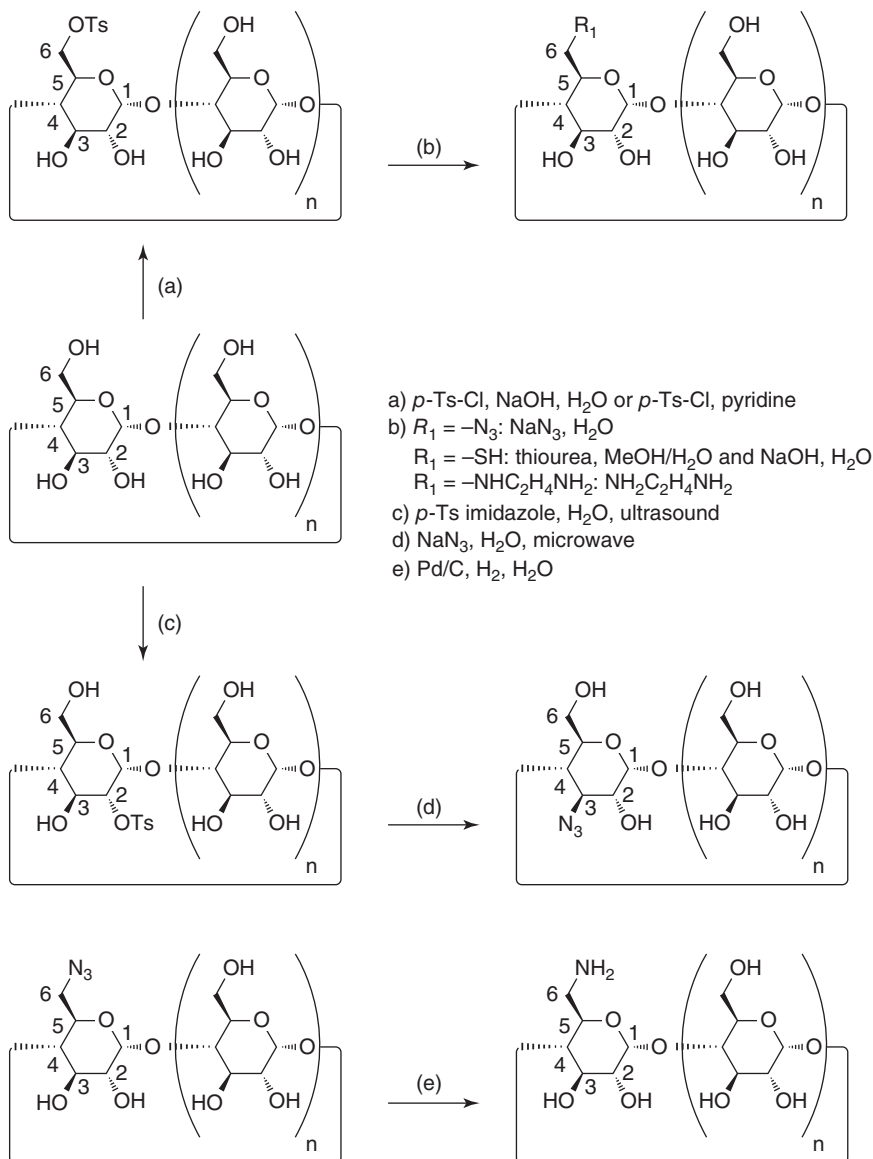 OTs
OH
6
5
O
1
O
O
O
4
2
3
HO
OH
HO
OH
n
(b)
R₁
OH
6
5
O
1
O
O
O
4
2
3
HO
OH
HO
OH
n
(a)
OH
OH
6
5
O
1
O
O
O
4
2
3
HO
OH
HO
OH
n
a) p-Ts-Cl, NaOH, H₂O or p-Ts-Cl, pyridine
b) R₁ = –N₃: NaN₃, H₂O
R₁ = –SH: thiourea, MeOH/H₂O and NaOH, H₂O
R₁ = –NHC₂H₄NH₂: NH₂C₂H₄NH₂
c) p-Ts imidazole, H₂O, ultrasound
d) NaN₃, H₂O, microwave
e) Pd/C, H₂, H₂O
(c)
OH
OH
6
5
O
1
O
O
O
4
2
3
HO
OTs
HO
OH
n
(d)
OH
OH
6
5
O
1
O
O
O
4
2
3
N₃
OH
HO
OH
n
N₃
OH
6
5
O
1
O
O
O
4
2
3
HO
OH
HO
OH
n
(e)
NH₂
OH
6
5
O
1
O
O
O
4
2
3
HO
OH
HO
OH
n